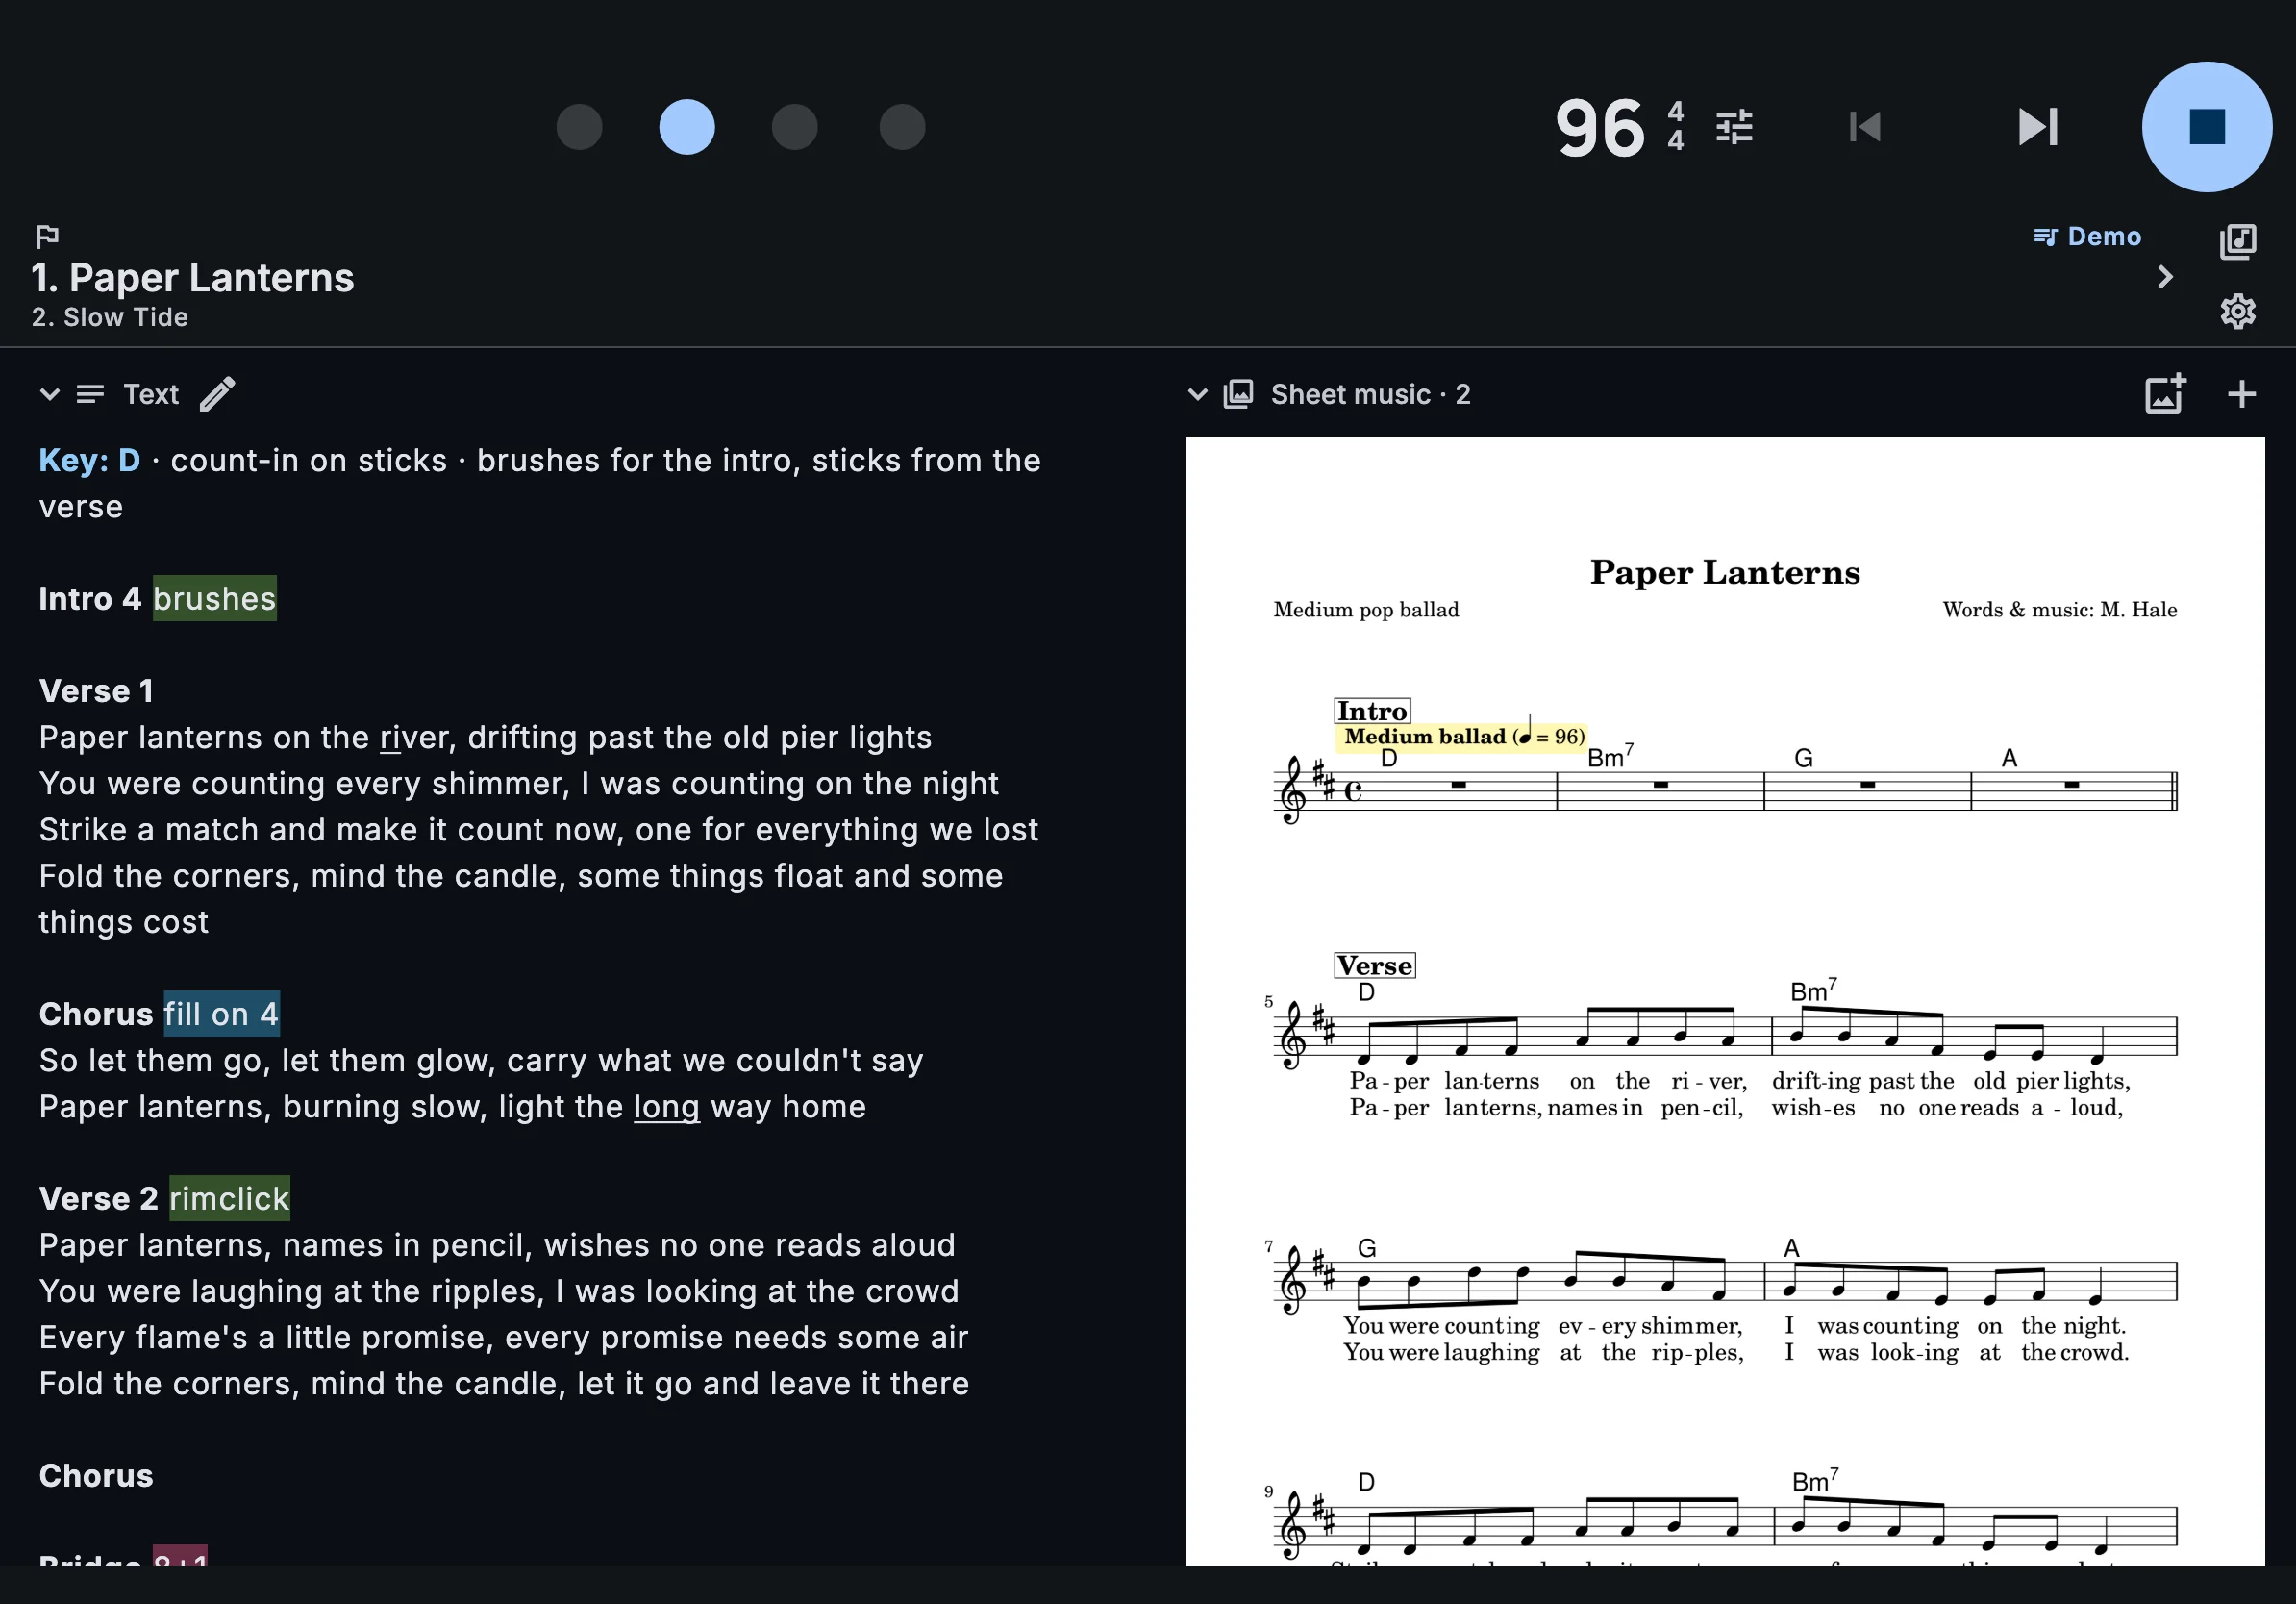 96 4
4
Demo
1. Paper Lanterns
2. Slow Tide
Text
Key: D · count-in on sticks · brushes for the intro, sticks from the
verse
Intro 4 brushes
Verse 1
Paper lanterns on the river, drifting past the old pier lights
You were counting every shimmer, I was counting on the night
Strike a match and make it count now, one for everything we lost
Fold the corners, mind the candle, some things float and some
things cost
Chorus fill on 4
So let them go, let them glow, carry what we couldn't say
Paper lanterns, burning slow, light the long way home
Verse 2 rimclick
Paper lanterns, names in pencil, wishes no one reads aloud
You were laughing at the ripples, I was looking at the crowd
Every flame's a little promise, every promise needs some air
Fold the corners, mind the candle, let it go and leave it there
Chorus
Bridge 8+1
Sheet music · 2
Paper Lanterns
Medium pop ballad
Words & music: M. Hale
Intro
Medium ballad (♩ = 96)
D Bm7 G A
Verse
D Bm7
5
Pa - per lan-terns on the ri - ver, drift-ing past the old pier lights,
Pa - per lanterns, names in pen-cil, wish-es no one reads a - loud,
G A
7
You were counting ev - ery shimmer, I was counting on the night.
You were laughing at the rip-ples, I was look-ing at the crowd.
D Bm7
9